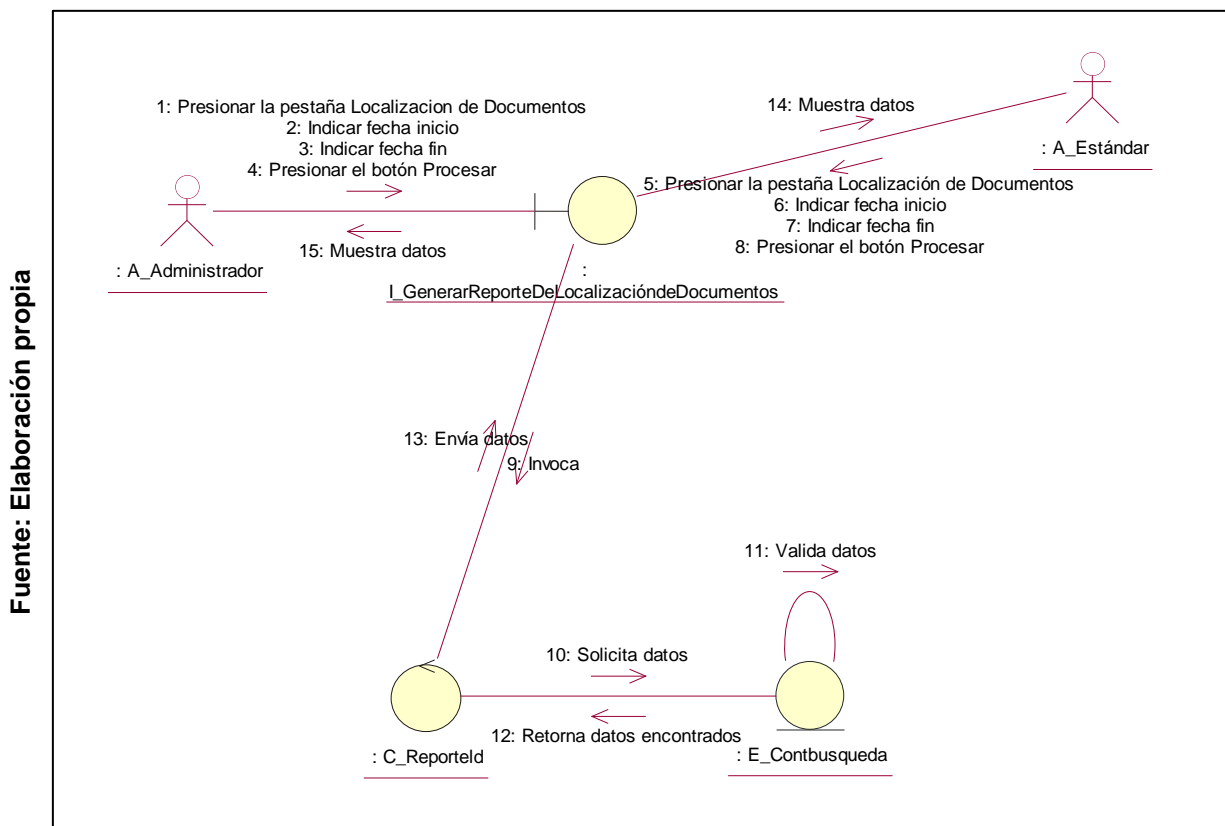 1: Presionar la pestaña Localizacion de Documentos
2: Indicar fecha inicio
3: Indicar fecha fin
4: Presionar el botón Procesar
14: Muestra datos
: A_Estándar
5: Presionar la pestaña Localización de Documentos
6: Indicar fecha inicio
7: Indicar fecha fin
8: Presionar el botón Procesar
15: Muestra datos
: A_Administrador
:
I_GenerarReporteDeLocalizacióndeDocumentos
Fuente: Elaboración propia
13: Envía datos
9: Invoca
11: Valida datos
10: Solicita datos
12: Retorna datos encontrados
: C_Reporteld
: E_Contbusqueda